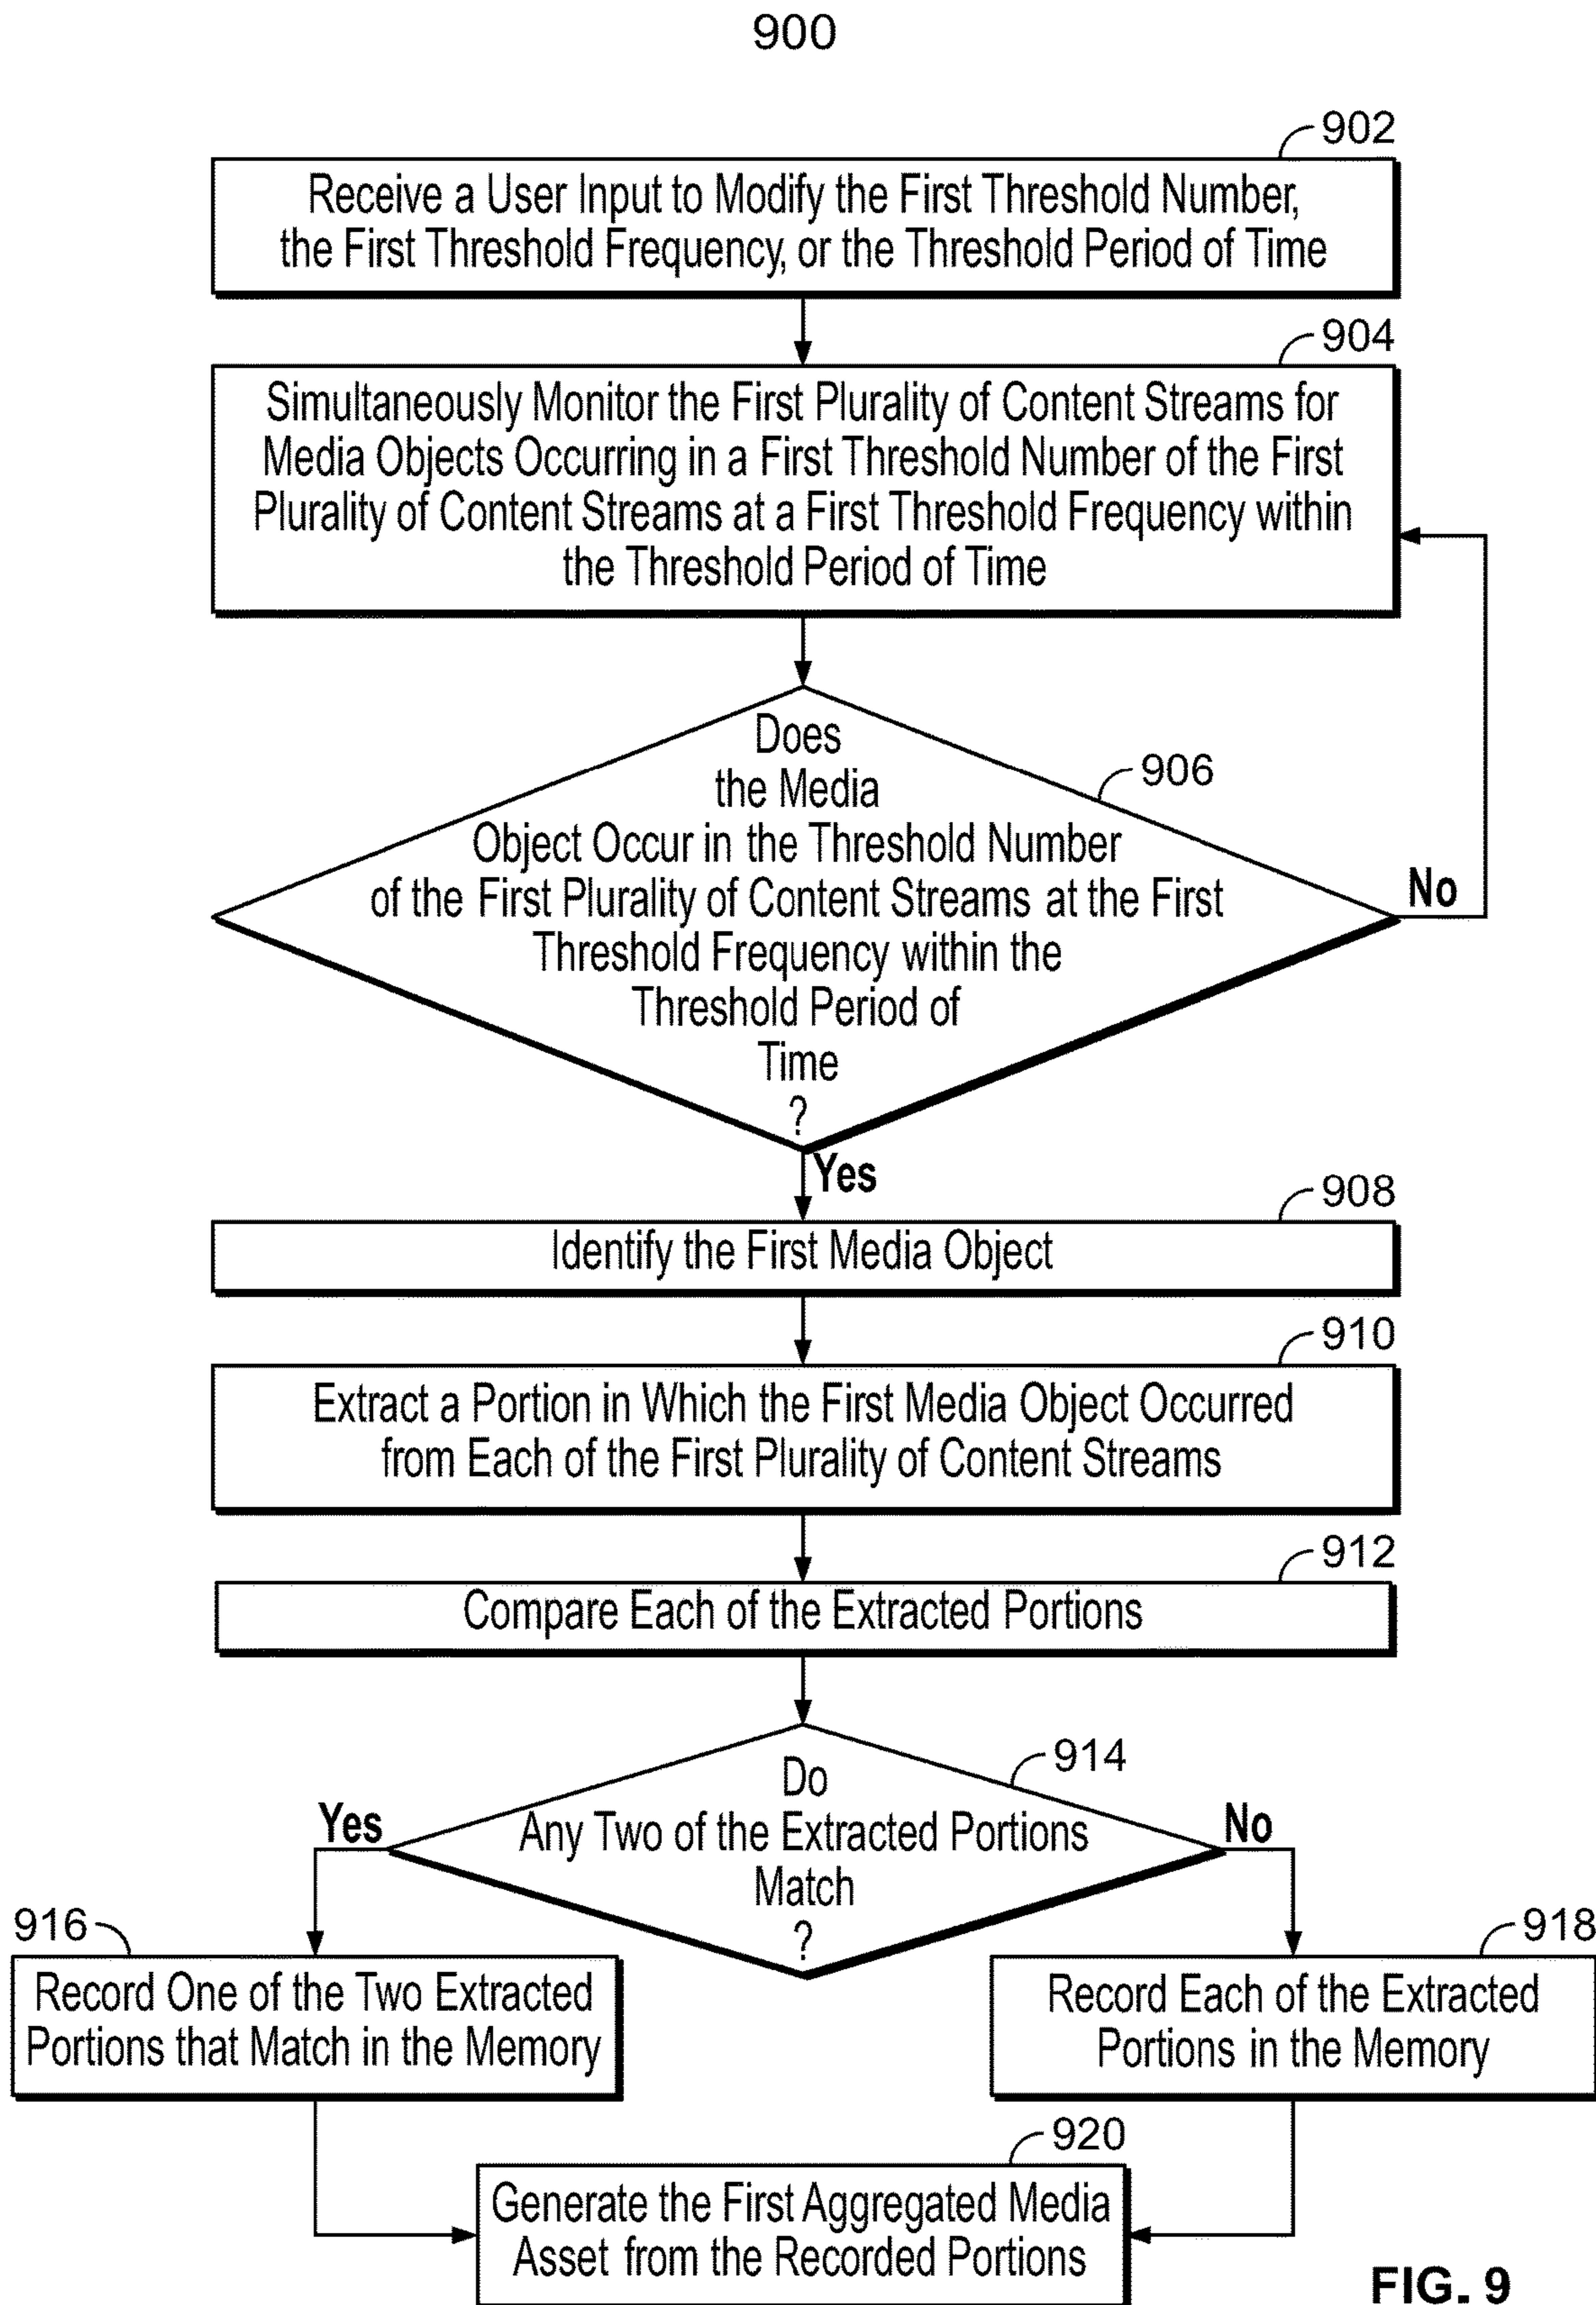 900
902
Receive a User Input to Modify the First Threshold Number,
the First Threshold Frequency, or the Threshold Period of Time
904
Simultaneously Monitor the First Plurality of Content Streams for
Media Objects Occurring in a First Threshold Number of the First
Plurality of Content Streams at a First Threshold Frequency within
the Threshold Period of Time
906
Does
the Media
Object Occur in the Threshold Number
of the First Plurality of Content Streams at the First
Threshold Frequency within the
Threshold Period of
Time
?
No
Yes
908
Identify the First Media Object
910
Extract a Portion in Which the First Media Object Occurred
from Each of the First Plurality of Content Streams
912
Compare Each of the Extracted Portions
914
Do
Any Two of the Extracted Portions
Match
?
Yes
No
916
Record One of the Two Extracted
Portions that Match in the Memory
918
Record Each of the Extracted
Portions in the Memory
920
Generate the First Aggregated Media
Asset from the Recorded Portions
FIG. 9